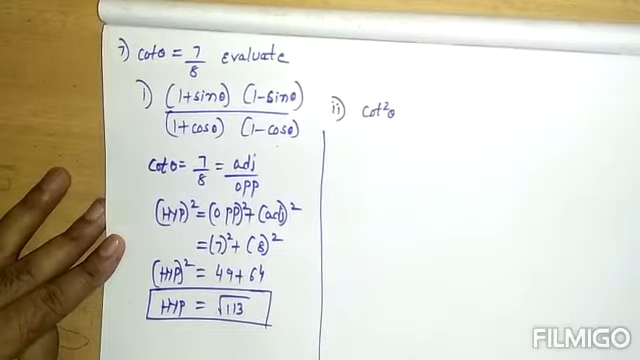 7) cotθ = 7/8 evaluate
i) (1+sinθ) (1-sinθ) / (1+cosθ) (1-cosθ)
cotθ = 7/8 = adj/opp
(HYP)² = (OPP)² + (adj)²
= (7)² + (8)²
(HYP)² = 49+64
HYP = √113
ii) cot²θ
FILMIGO